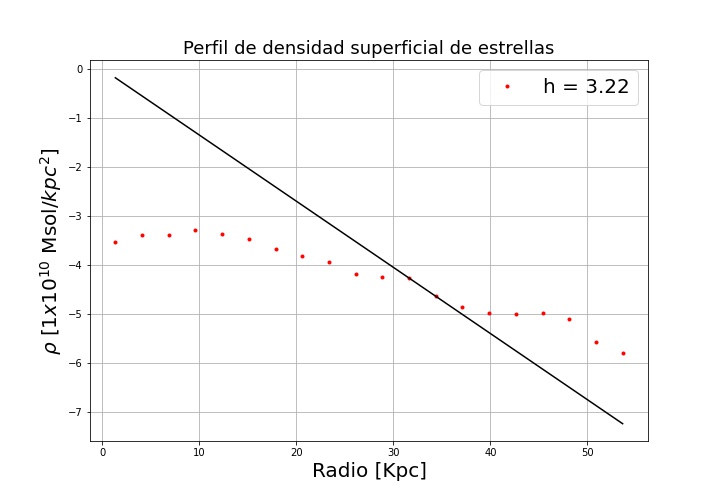 Perfil de densidad superficial de estrellas
h = 3.22
0
−1
−2
−3
−4
−5
−6
−7
ρ [1x10¹⁰ Msol/kpc²]
0 10 20 30 40 50
Radio [Kpc]